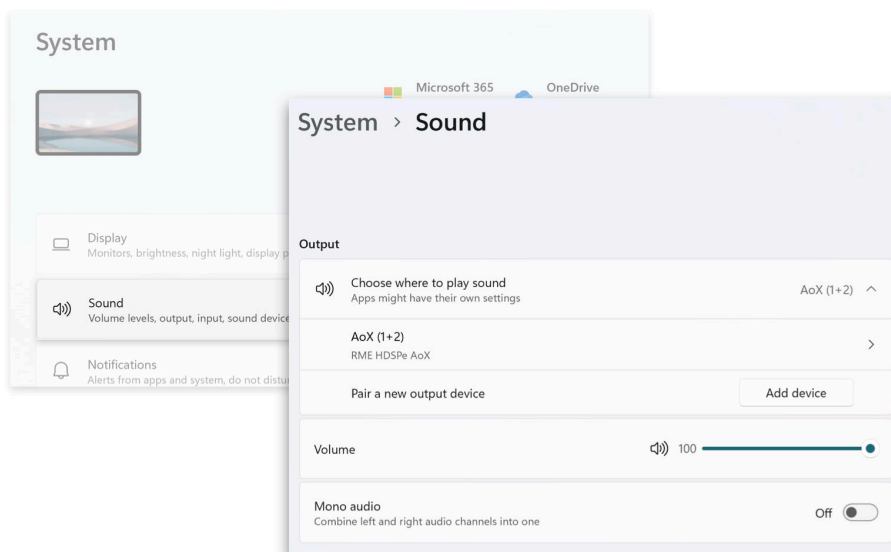 System
Microsoft 365
OneDrive
Display
Monitors, brightness, night light, display p
Sound
Volume levels, output, input, sound device
Notifications
Alerts from apps and system, do not distu
System > Sound
Output
Choose where to play sound
Apps might have their own settings
AoX (1+2)
AoX (1+2)
RME HDSPe AoX
Pair a new output device
Add device
Volume
100
Mono audio
Combine left and right audio channels into one
Off